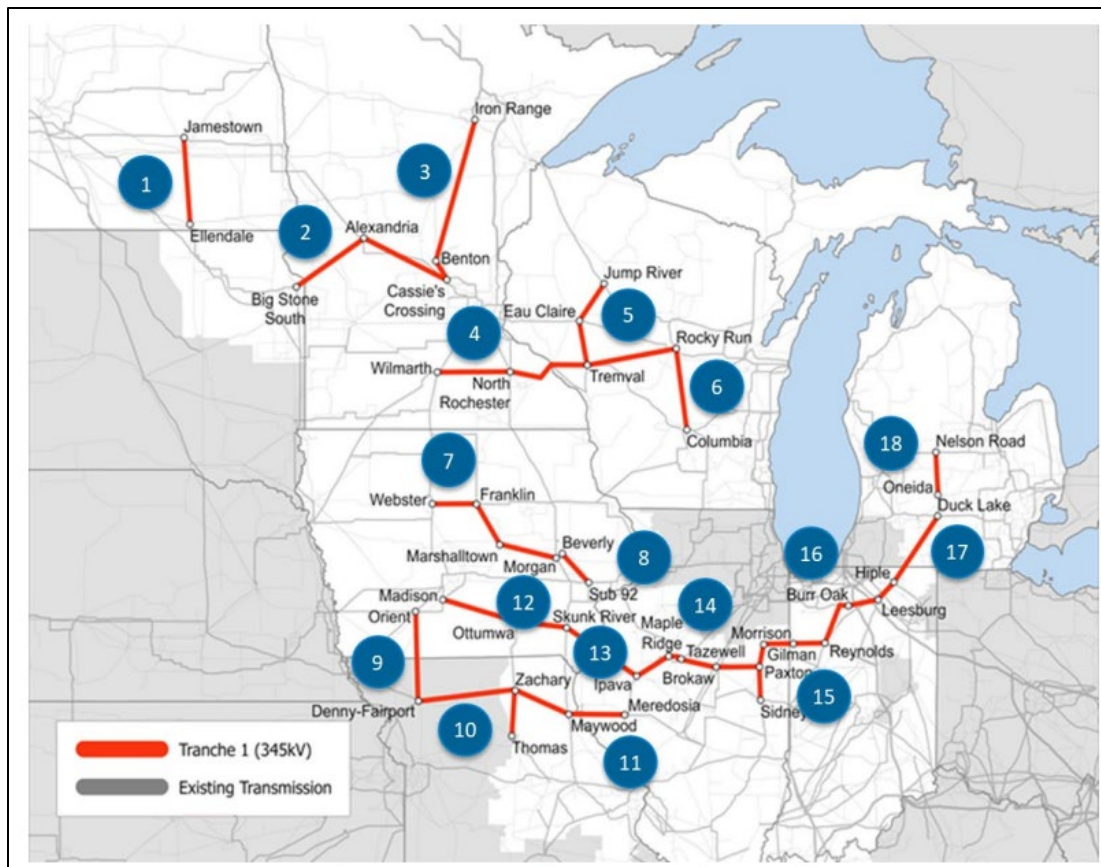 Iron Range
Jamestown
3
1
2
Alexandria
Ellendale
Benton
Big Stone
South
Cassie's
Crossing
Jump River
Eau Claire
5
4
Rocky Run
Wilmarth
North
Rochester
Tremval
6
Columbia
18
Nelson Road
7
Oneida
Webster
Franklin
Duck Lake
Beverly
Marshalltown
Morgan
8
16
17
Hiple
Sub 92
Madison
Burr Oak
Leesburg
Orient
12
14
Ottumwa
Skunk River
Maple
Ridge
Morrison
9
13
Tazewell
Gilman
Reynolds
Ipava
Brokaw
Paxton
Zachary
Meredosia
Sidney
15
Denny-Fairport
10
Maywood
Thomas
11
Tranche 1 (345kV)
Existing Transmission